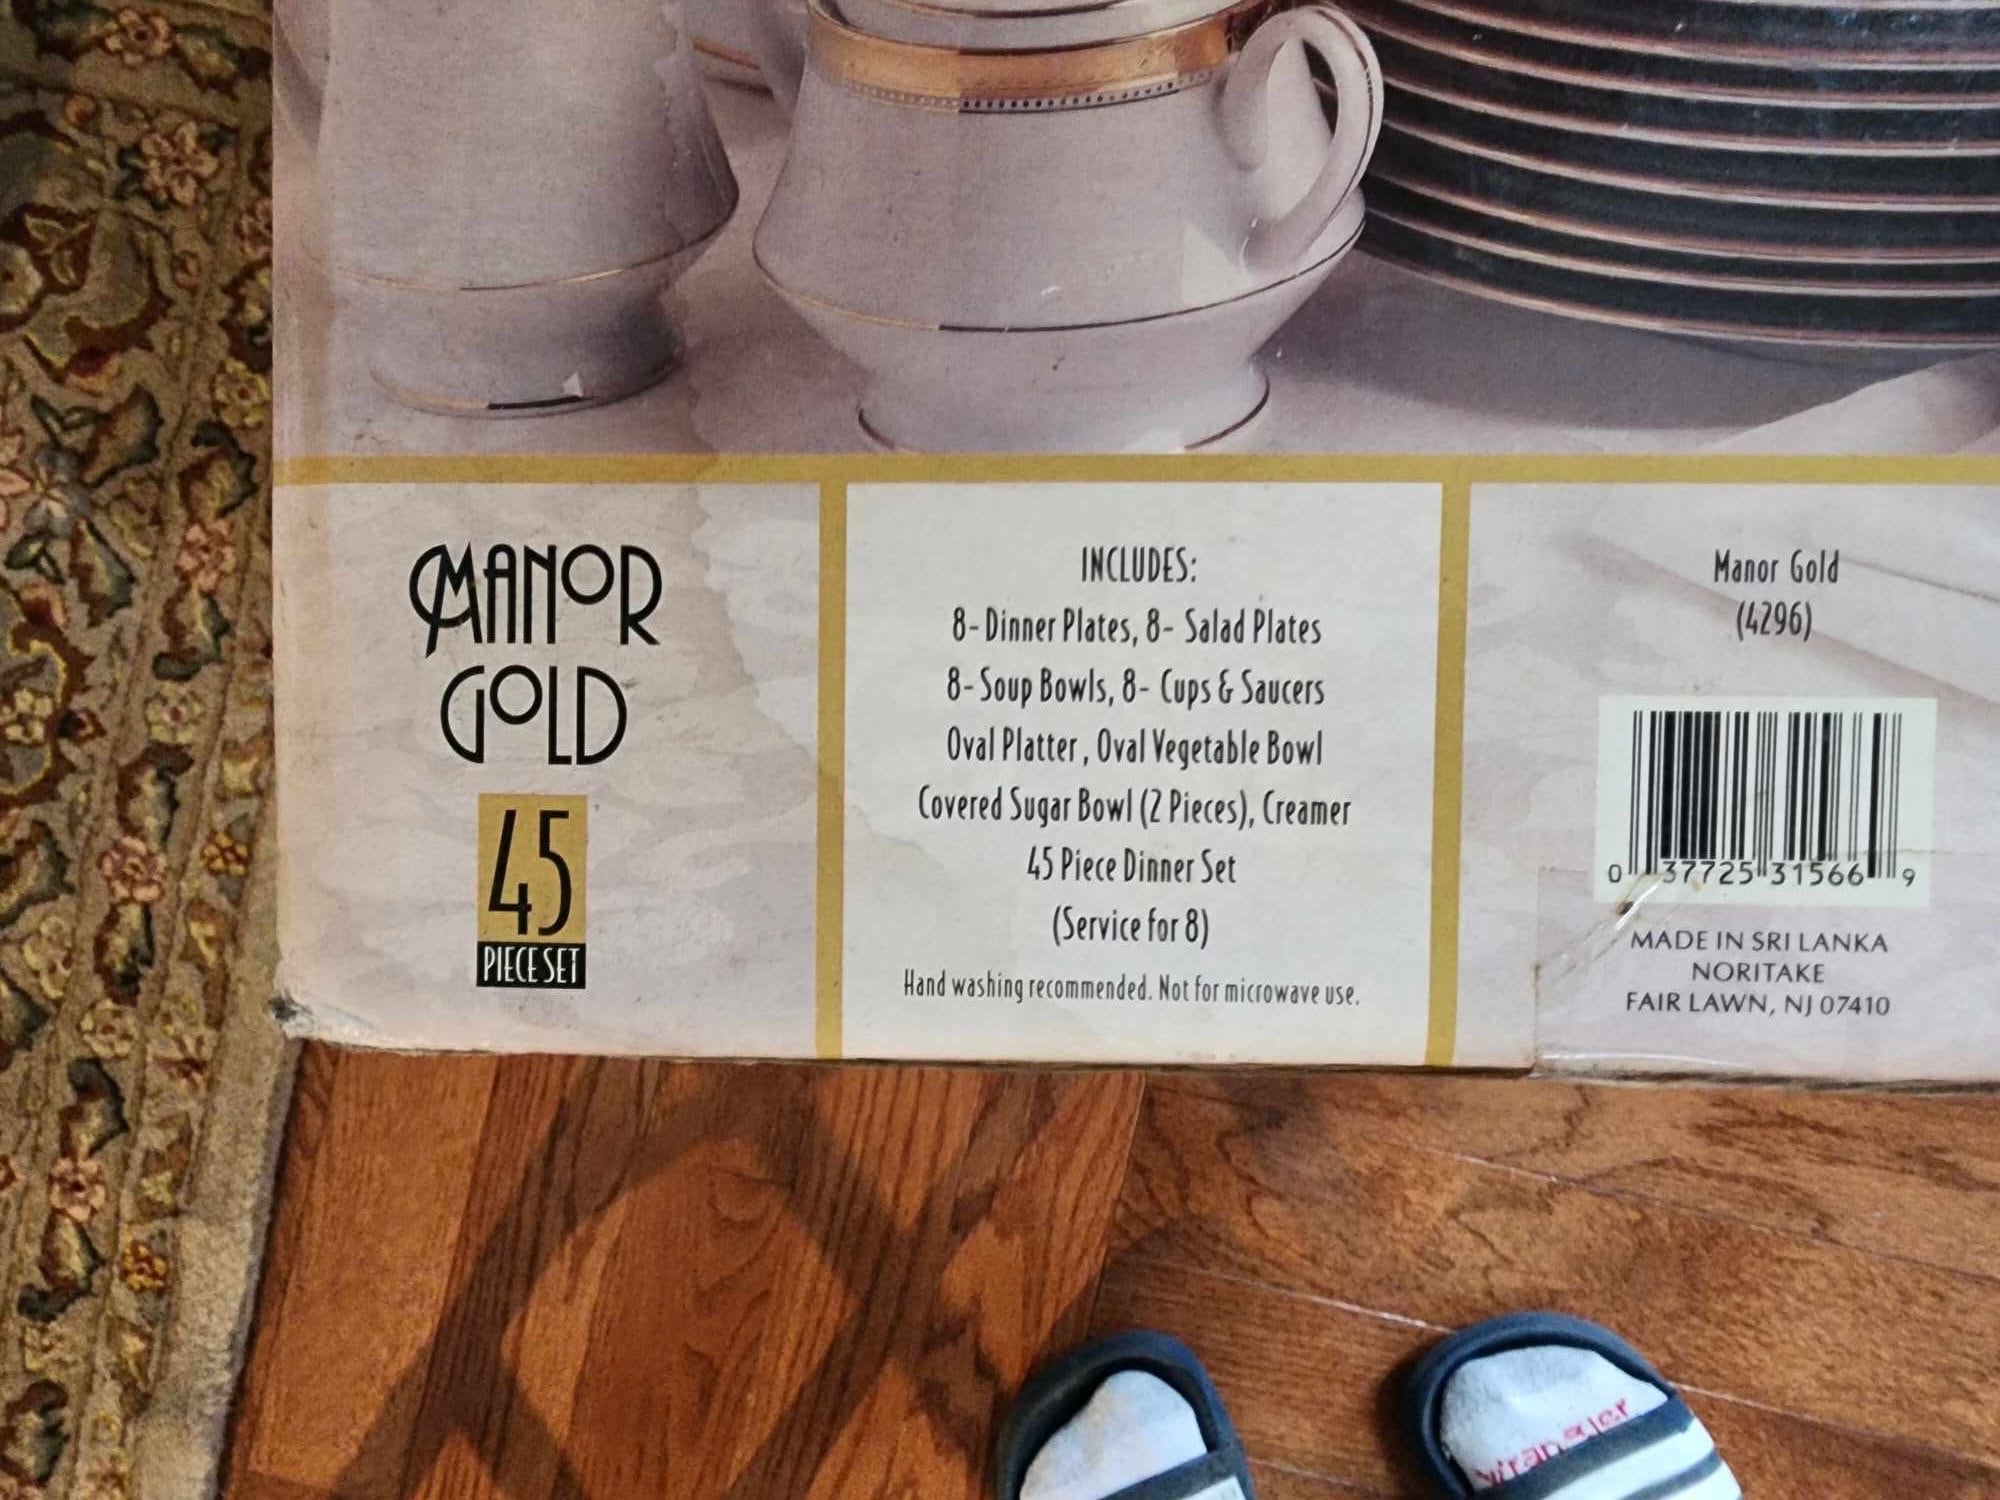 MANOR
GOLD
45
PIECE SET
INCLUDES:
8- Dinner Plates, 8- Salad Plates
8- Soup Bowls, 8- Cups & Saucers
Oval Platter , Oval Vegetable Bowl
Covered Sugar Bowl (2 Pieces), Creamer
45 Piece Dinner Set
(Service for 8)
Hand washing recommended. Not for microwave use.
Manor Gold
(4296)
0 37725 31566 9
MADE IN SRI LANKA
NORITAKE
FAIR LAWN, NJ 07410
Wrangler